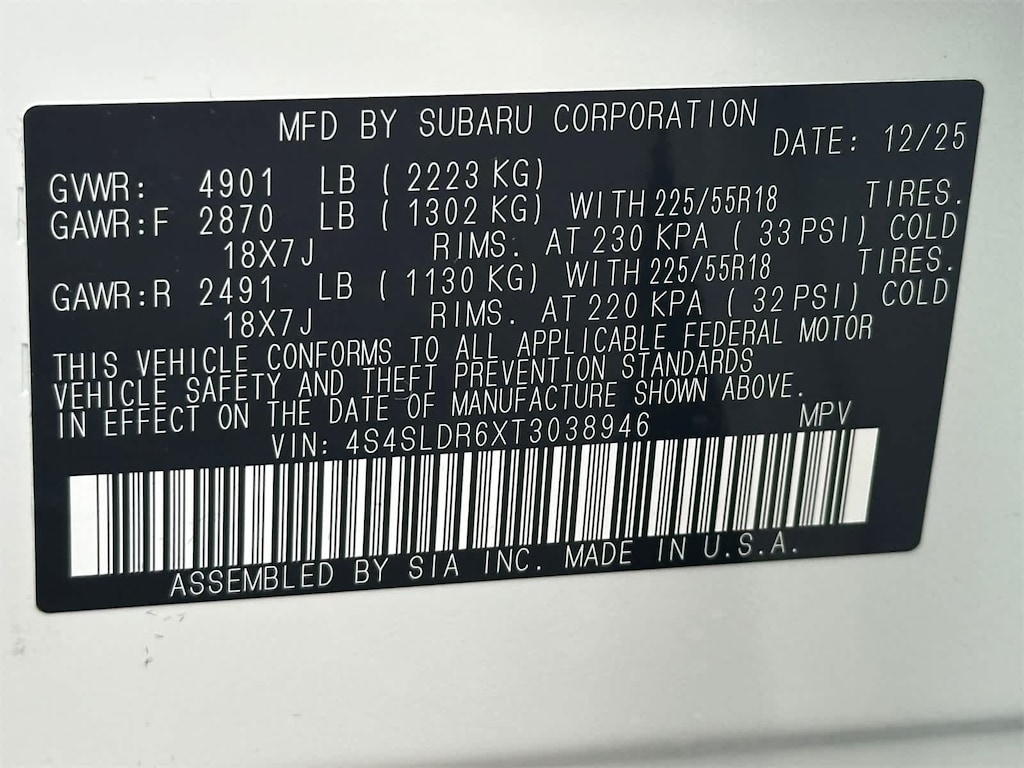 MFD BY SUBARU CORPORATION
DATE: 12/25
GVWR: 4901 LB ( 2223 KG)
GAWR:F 2870 LB ( 1302 KG) WITH 225/55R18 TIRES.
18X7J RIMS. AT 230 KPA ( 33 PSI) COLD
GAWR:R 2491 LB ( 1130 KG) WITH 225/55R18 TIRES.
18X7J RIMS. AT 220 KPA ( 32 PSI) COLD
THIS VEHICLE CONFORMS TO ALL APPLICABLE FEDERAL MOTOR
VEHICLE SAFETY AND THEFT PREVENTION STANDARDS
IN EFFECT ON THE DATE OF MANUFACTURE SHOWN ABOVE.
VIN: 4S4SLDR6XT3038946 MPV
ASSEMBLED BY SIA INC. MADE IN U.S.A.